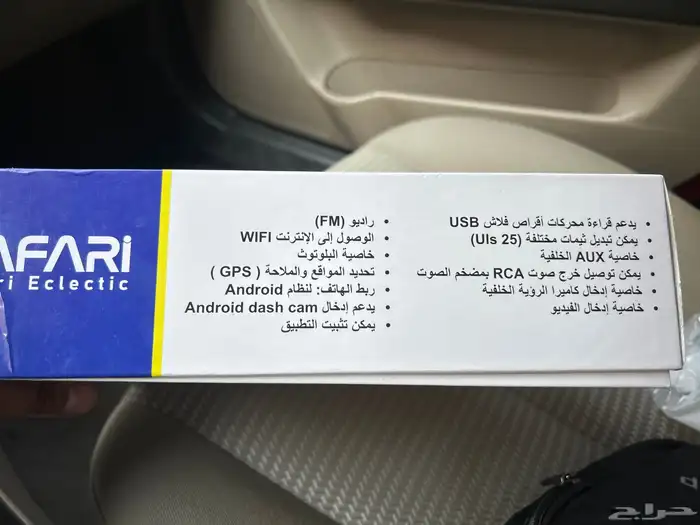 AFARi
ri Eclectic
• يدعم قراءة محركات أقراص فلاش USB
• يمكن تبديل ثيمات مختلفة (UIs 25)
• خاصية AUX الخلفية
• يمكن توصيل خرج صوت RCA بمضخم الصوت
• خاصية إدخال كاميرا الرؤية الخلفية
• خاصية إدخال الفيديو
• راديو (FM)
• الوصول إلى الإنترنت WIFI
• خاصية البلوتوث
• تحديد المواقع والملاحة ( GPS )
• ربط الهاتف: لنظام Android
• يدعم إدخال Android dash cam
• يمكن تثبيت التطبيق
حراج